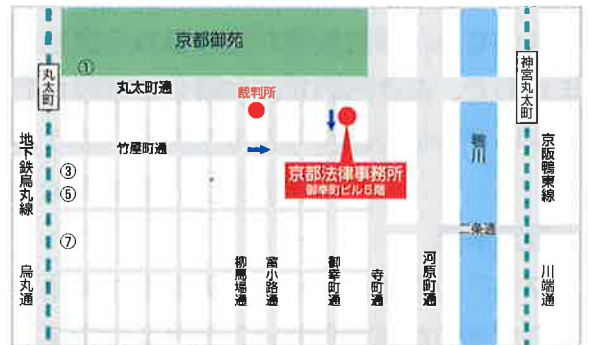 京都御苑
①
丸太町
丸太町通
裁判所
神宮丸太町
竹屋町通
地下鉄烏丸線
③
⑤
⑦
京都法律事務所
御幸町ビル5階
鴨川
京阪鴨東線
二条通
烏丸通
柳馬場通
富小路通
御幸町通
寺町通
河原町通
川端通